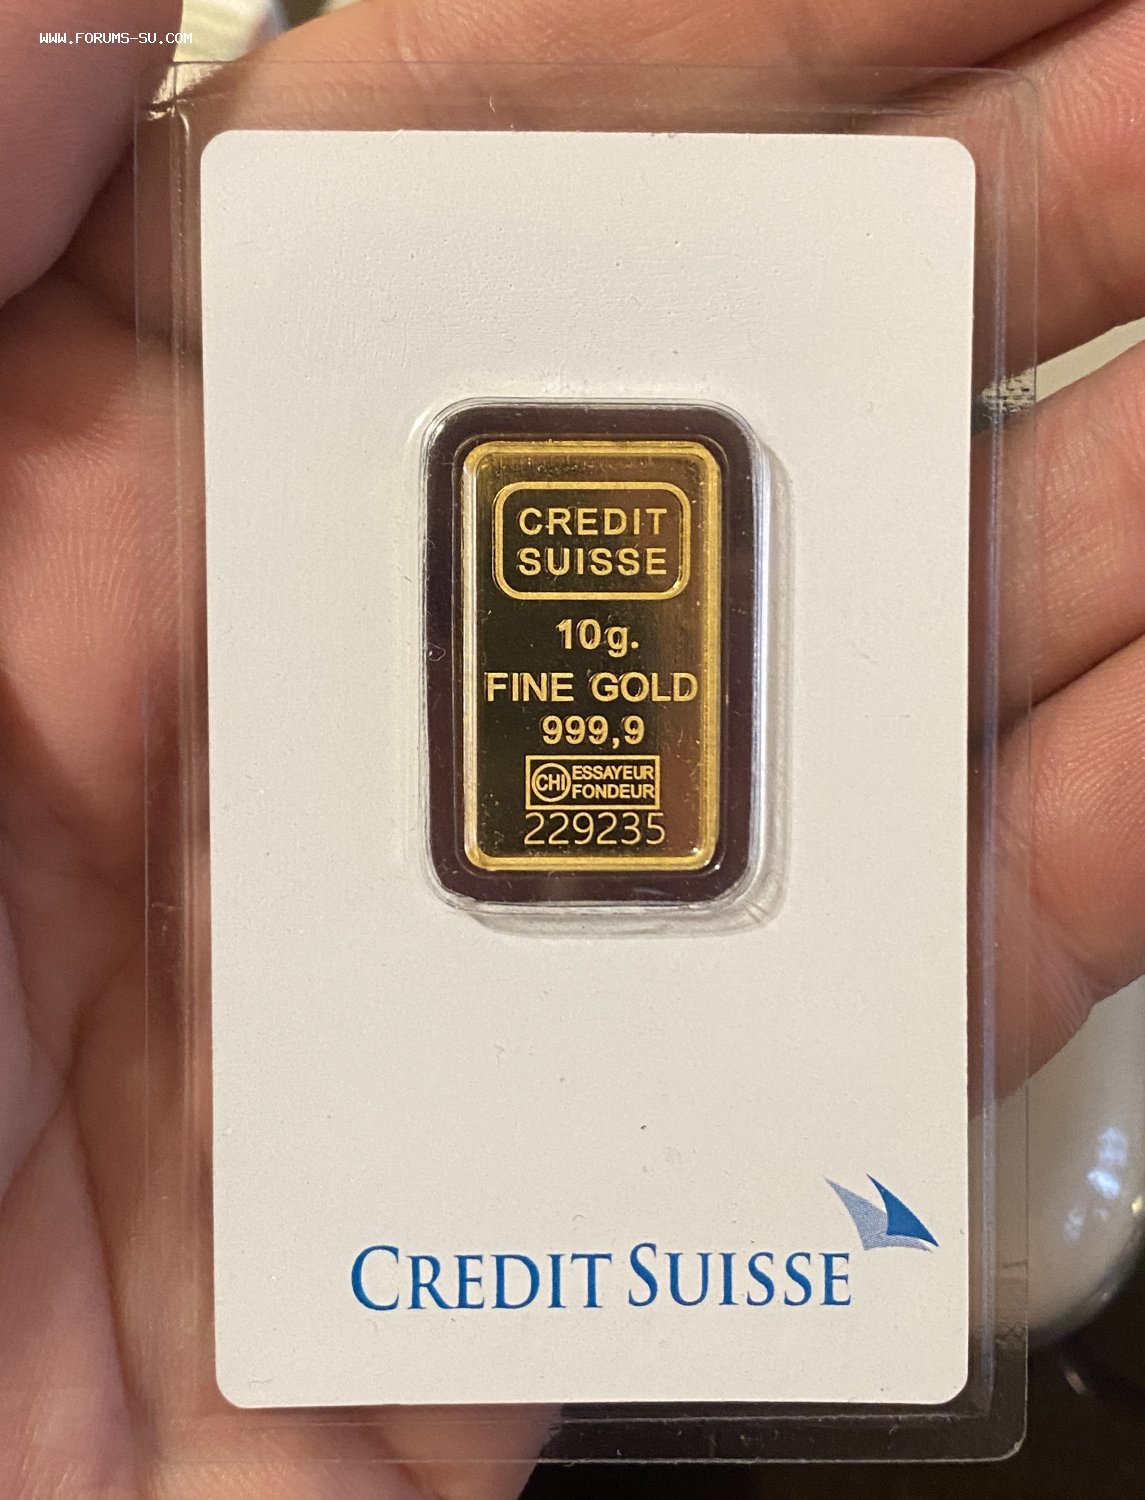 WWW.FORUMS-SU.COM
CREDIT
SUISSE
10g.
FINE GOLD
999,9
CHI ESSAYEUR
FONDEUR
229235
CREDIT SUISSE